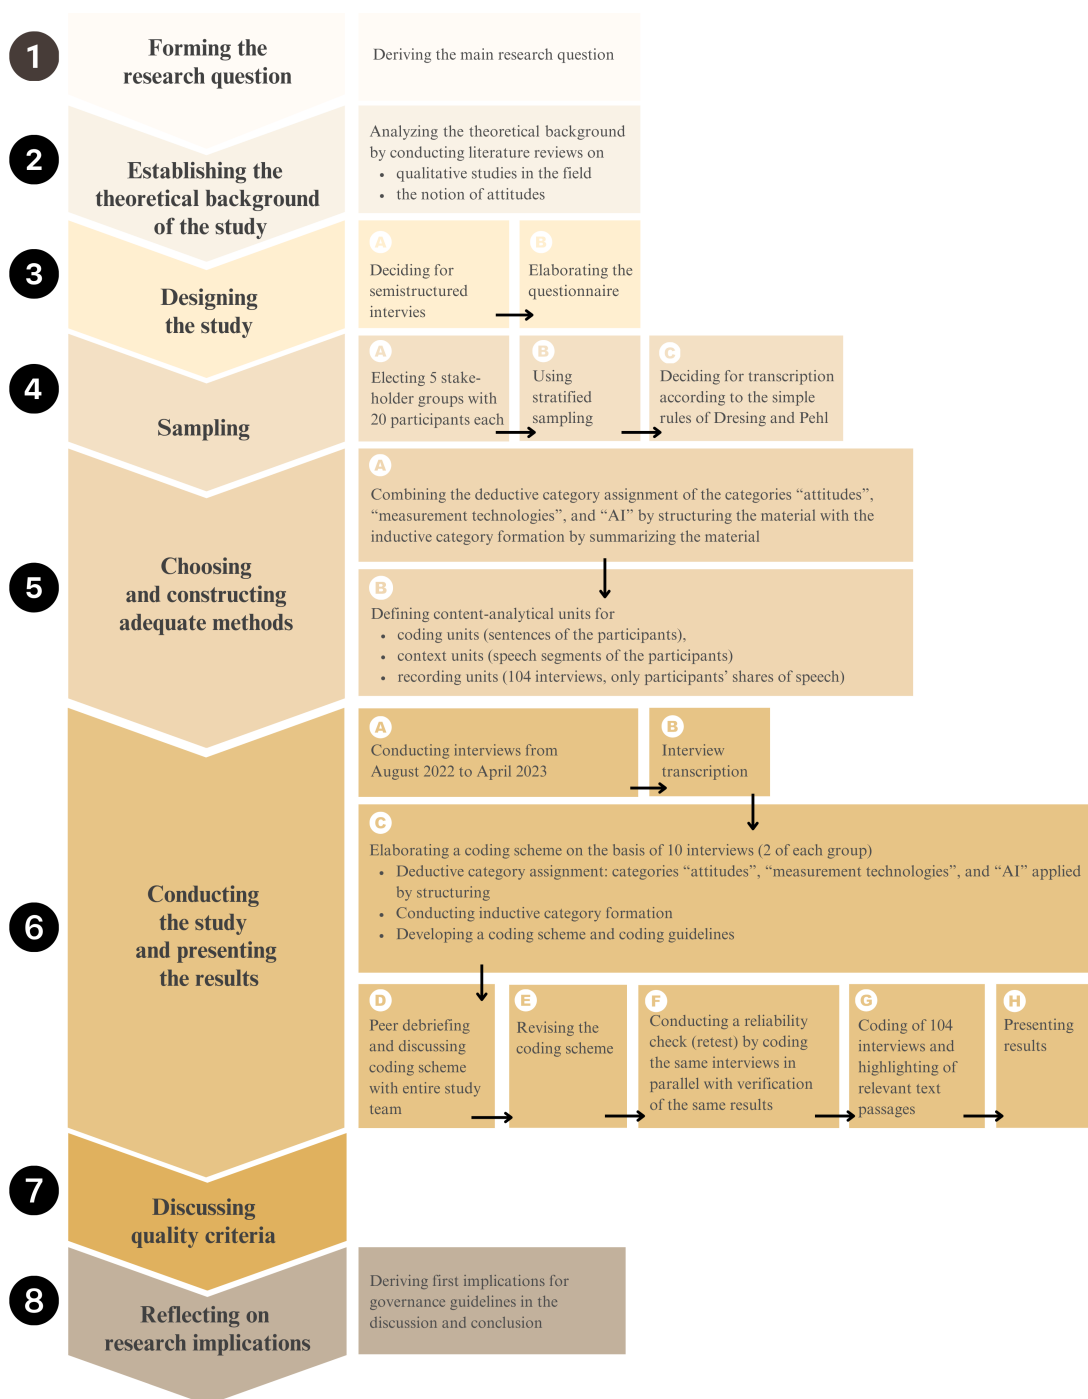 1
Forming the
research question
Deriving the main research question
2
Establishing the
theoretical background
of the study
Analyzing the theoretical background
by conducting literature reviews on
• qualitative studies in the field
• the notion of attitudes
3
Designing
the study
A
Deciding for
semistructured
intervies
B
Elaborating the
questionnaire
4
Sampling
A
Electing 5 stake-
holder groups with
20 participants each
B
Using
stratified
sampling
C
Deciding for transcription
according to the simple
rules of Dresing and Pehl
5
Choosing
and constructing
adequate methods
A
Combining the deductive category assignment of the categories “attitudes”,
“measurement technologies”, and “AI” by structuring the material with the
inductive category formation by summarizing the material
B
Defining content-analytical units for
• coding units (sentences of the participants),
• context units (speech segments of the participants)
• recording units (104 interviews, only participants’ shares of speech)
6
Conducting
the study
and presenting
the results
A
Conducting interviews from
August 2022 to April 2023
B
Interview
transcription
C
Elaborating a coding scheme on the basis of 10 interviews (2 of each group)
• Deductive category assignment: categories “attitudes”, “measurement technologies”, and “AI” applied
by structuring
• Conducting inductive category formation
• Developing a coding scheme and coding guidelines
D
Peer debriefing
and discussing
coding scheme
with entire study
team
E
Revising the
coding scheme
F
Conducting a reliability
check (retest) by coding
the same interviews in
parallel with verification
of the same results
G
Coding of 104
interviews and
highlighting of
relevant text
passages
H
Presenting
results
7
Discussing
quality criteria
8
Reflecting on
research implications
Deriving first implications for
governance guidelines in the
discussion and conclusion